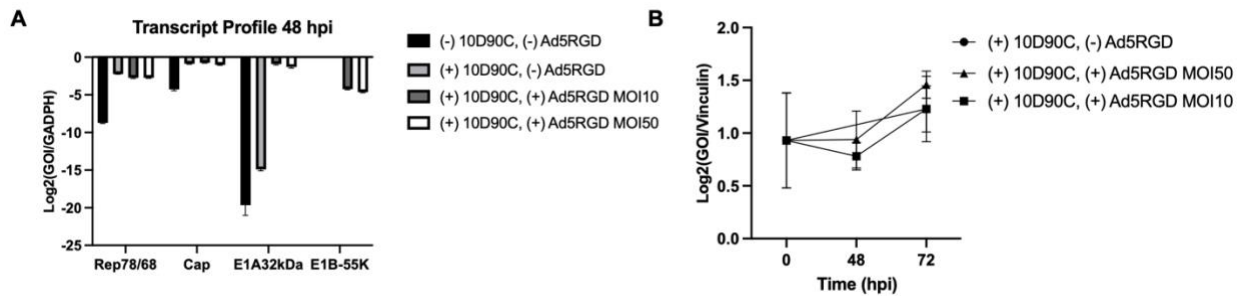 A
Transcript Profile 48 hpi
Log2(GOI/GADPH)
0
-5
-10
-15
-20
-25
Rep78/68 Cap E1A32kDa E1B-55K
(-) 10D90C, (-) Ad5RGD
(+) 10D90C, (-) Ad5RGD
(+) 10D90C, (+) Ad5RGD MOI10
(+) 10D90C, (+) Ad5RGD MOI50
B
Log2(GOI/Vinculin)
2.0
1.5
1.0
0.5
0.0
0 48 72
Time (hpi)
(+) 10D90C, (-) Ad5RGD
(+) 10D90C, (+) Ad5RGD MOI50
(+) 10D90C, (+) Ad5RGD MOI10